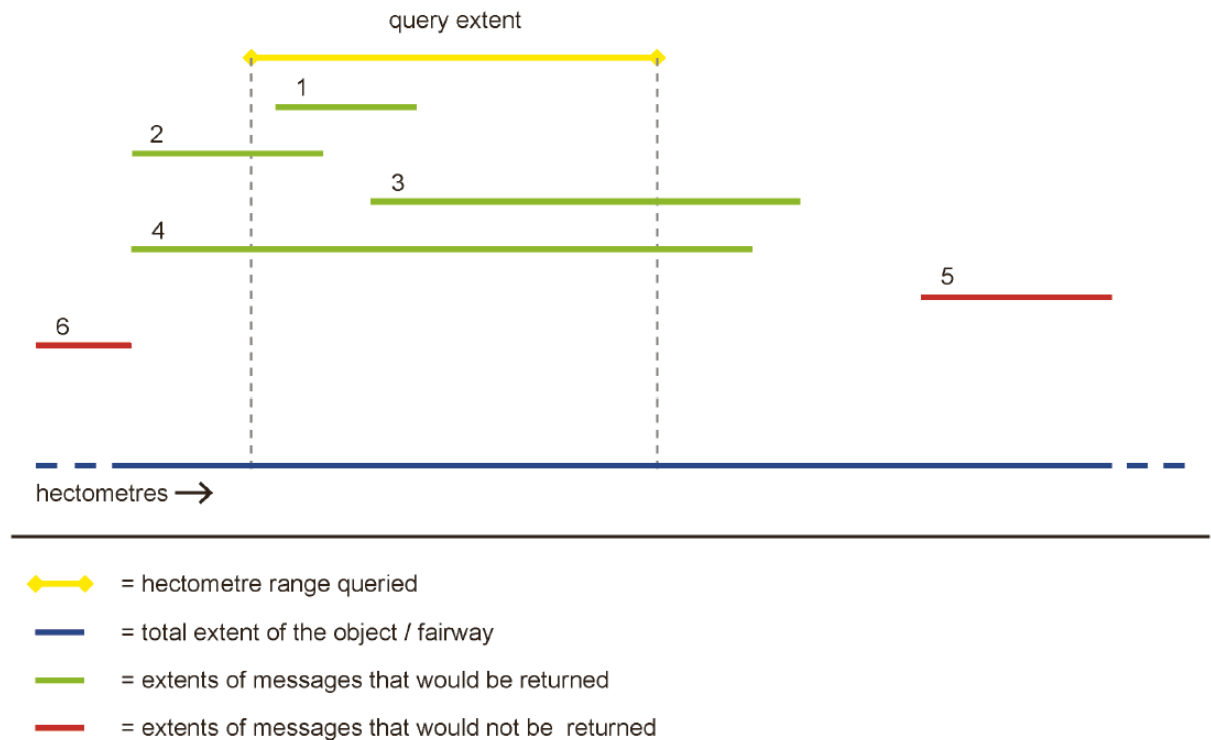 query extent
1
2
3
4
5
6
hectometres
= hectometre range queried
= total extent of the object / fairway
= extents of messages that would be returned
= extents of messages that would not be returned